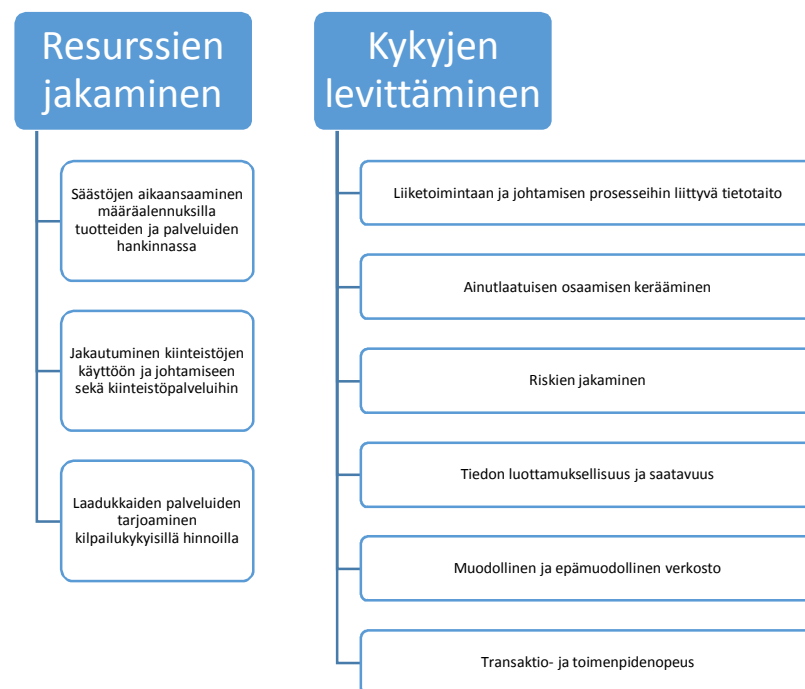 Resurssien
jakaminen
Säästöjen aikaansaaminen
määräalennuksilla
tuotteiden ja palveluiden
hankinnassa
Jakautuminen kiinteistöjen
käyttöön ja johtamiseen
sekä kiinteistöpalveluihin
Laadukkaiden palveluiden
tarjoaminen
kilpailukykyisillä hinnoilla
Kykyjen
levittäminen
Liiketoimintaan ja johtamisen prosesseihin liittyvä tietotaito
Ainutlaatuisen osaamisen kerääminen
Riskien jakaminen
Tiedon luottamuksellisuus ja saatavuus
Muodollinen ja epämuodollinen verkosto
Transaktio- ja toimenpidenopeus